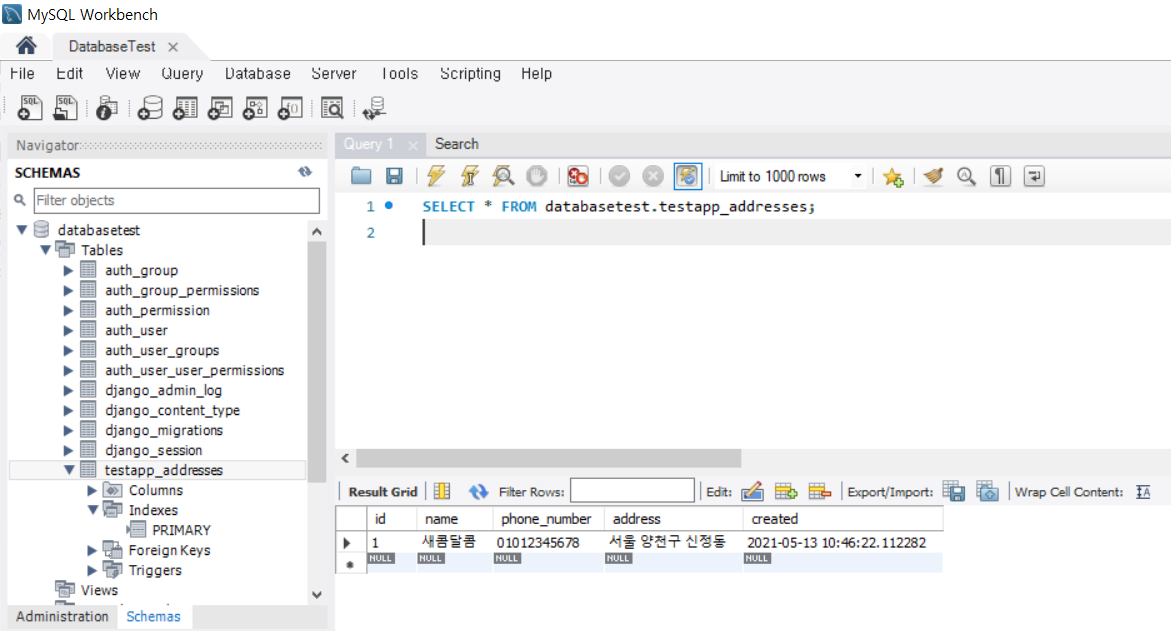 MySQL Workbench
DatabaseTest
File Edit View Query Database Server Tools Scripting Help
Navigator
SCHEMAS
Filter objects
databasetest
Tables
auth_group
auth_group_permissions
auth_permission
auth_user
auth_user_groups
auth_user_user_permissions
django_admin_log
django_content_type
django_migrations
django_session
testapp_addresses
Columns
Indexes
PRIMARY
Foreign Keys
Triggers
Views
Administration Schemas
Query 1 Search
Limit to 1000 rows
1 SELECT * FROM databasetest.testapp_addresses;
2
Result Grid Filter Rows: Edit: Export/Import: Wrap Cell Content:
id name phone_number address created
1 새콤달콤 01012345678 서울 양천구 신정동 2021-05-13 10:46:22.112282
NULL NULL NULL NULL NULL